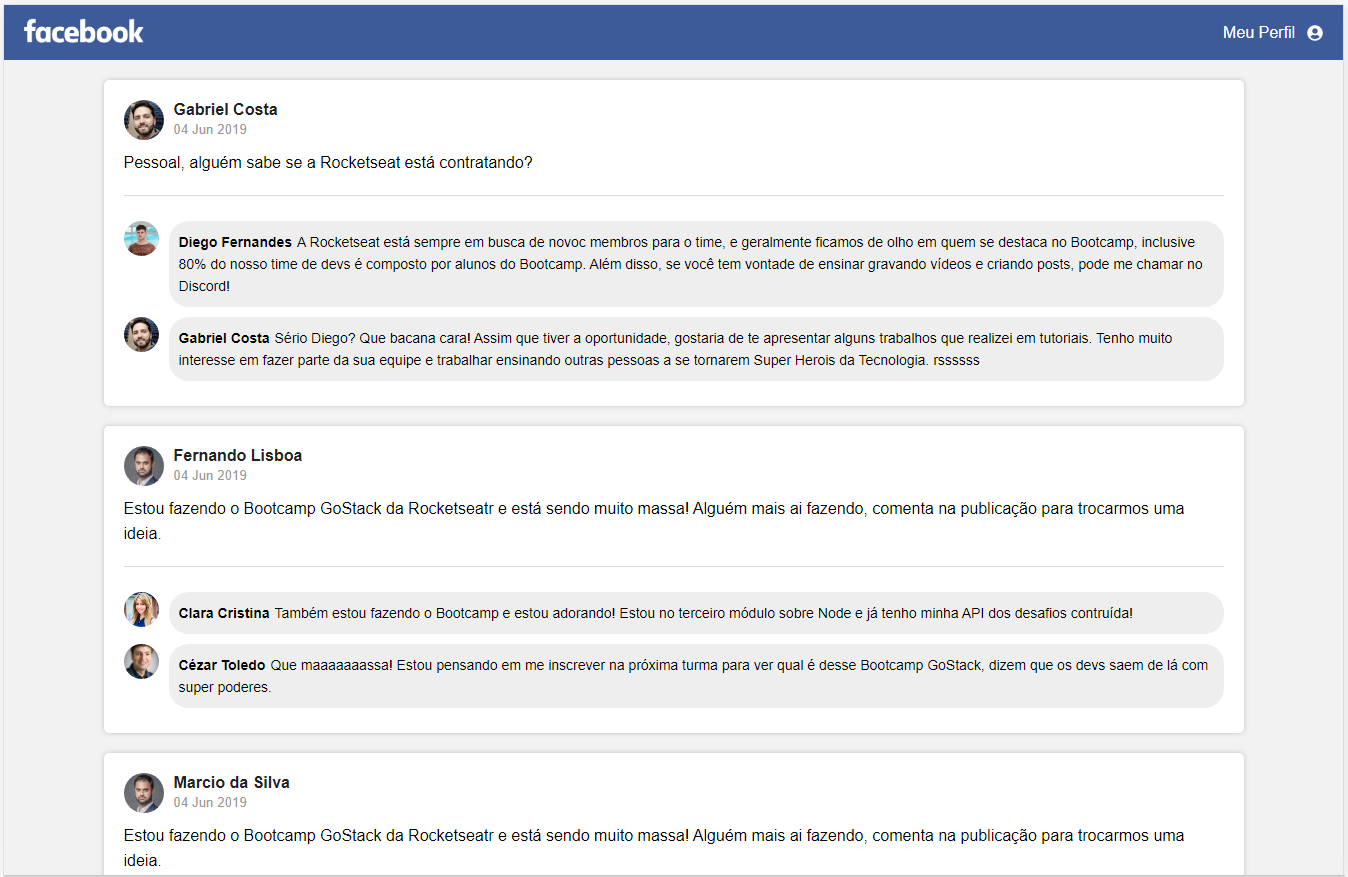 facebook
Meu Perfil
Gabriel Costa
04 Jun 2019
Pessoal, alguém sabe se a Rocketseat está contratando?
Diego Fernandes A Rocketseat está sempre em busca de novoc membros para o time, e geralmente ficamos de olho em quem se destaca no Bootcamp, inclusive
80% do nosso time de devs é composto por alunos do Bootcamp. Além disso, se você tem vontade de ensinar gravando vídeos e criando posts, pode me chamar no
Discord!
Gabriel Costa Sério Diego? Que bacana cara! Assim que tiver a oportunidade, gostaria de te apresentar alguns trabalhos que realizei em tutoriais. Tenho muito
interesse em fazer parte da sua equipe e trabalhar ensinando outras pessoas a se tornarem Super Herois da Tecnologia. rssssss
Fernando Lisboa
04 Jun 2019
Estou fazendo o Bootcamp GoStack da Rocketseatr e está sendo muito massa! Alguém mais ai fazendo, comenta na publicação para trocarmos uma
ideia.
Clara Cristina Também estou fazendo o Bootcamp e estou adorando! Estou no terceiro módulo sobre Node e já tenho minha API dos desafios contruída!
Cézar Toledo Que maaaaaaassa! Estou pensando em me inscrever na próxima turma para ver qual é desse Bootcamp GoStack, dizem que os devs saem de lá com
super poderes.
Marcio da Silva
04 Jun 2019
Estou fazendo o Bootcamp GoStack da Rocketseatr e está sendo muito massa! Alguém mais ai fazendo, comenta na publicação para trocarmos uma
ideia.